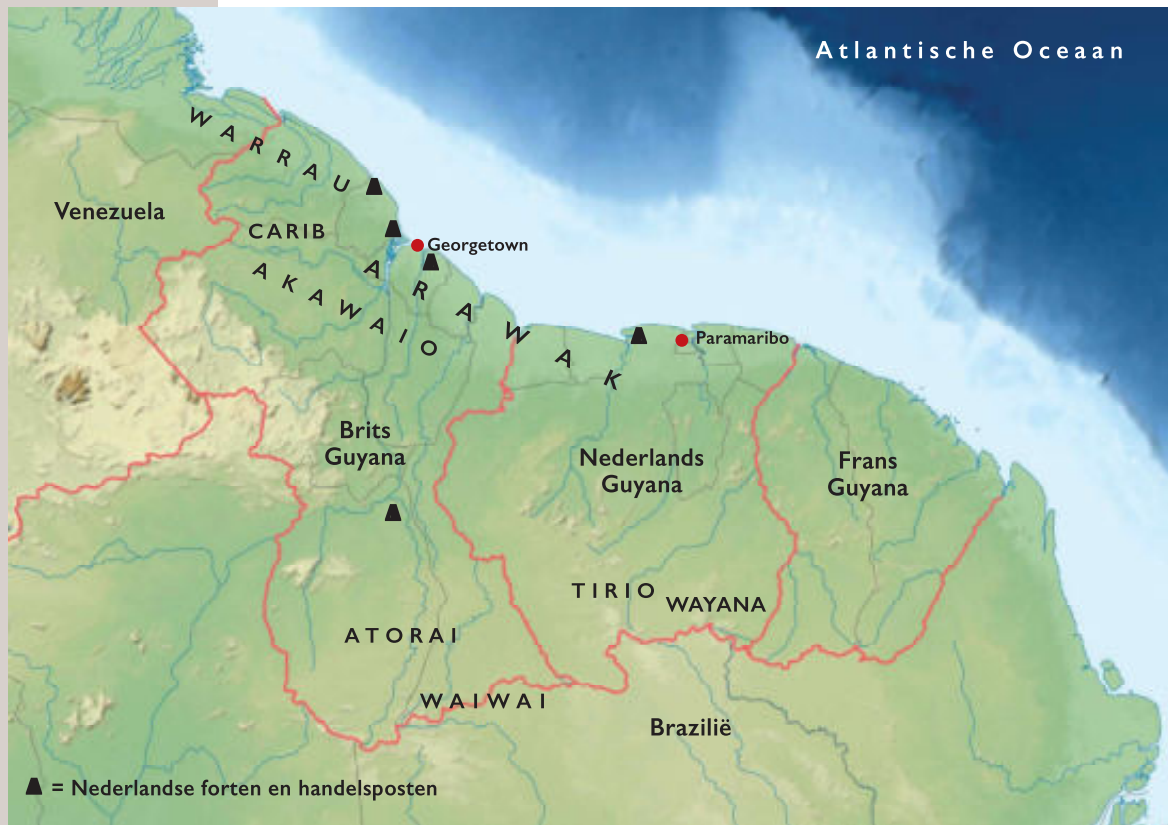 Atlantische Oceaan
WARRAU
Venezuela
CARIB
Georgetown
AKAWAIO
ARAWAK
Paramaribo
Brits
Guyana
Nederlands
Guyana
Frans
Guyana
TIRIO
WAYANA
ATORAI
WAIWAI
Brazilië
= Nederlandse forten en handelsposten